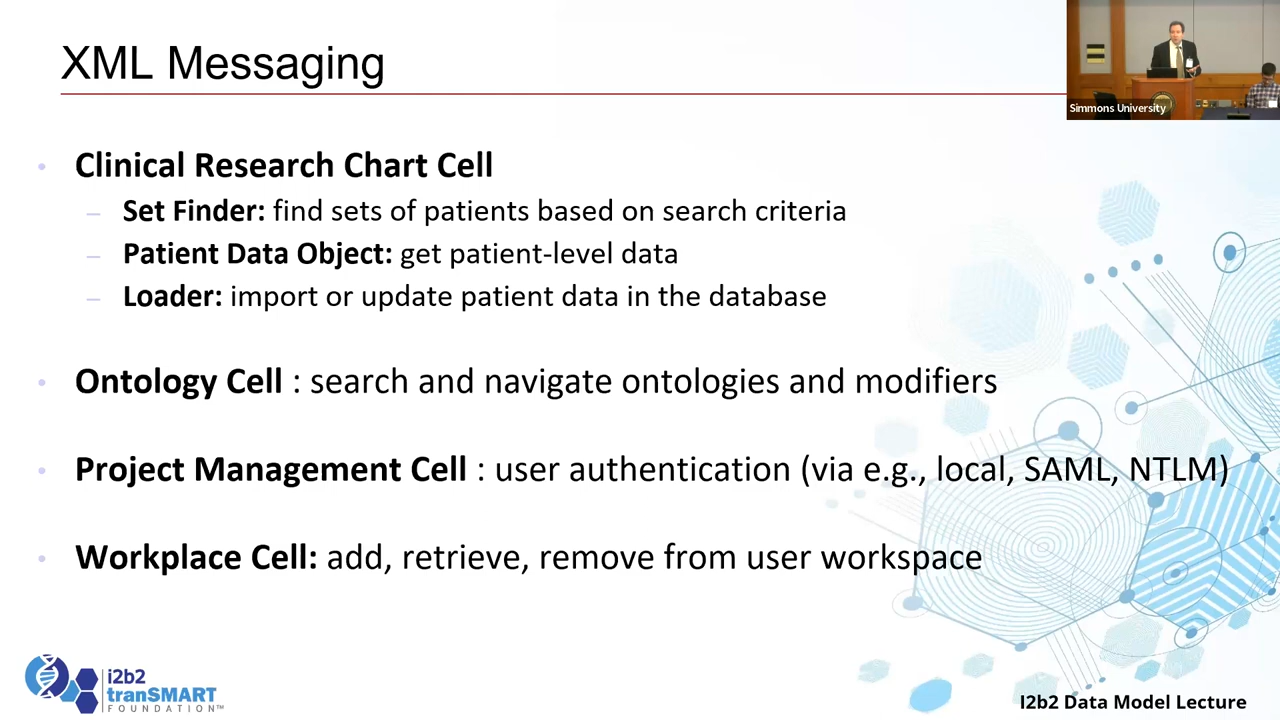 XML Messaging
Simmons University
• Clinical Research Chart Cell
– Set Finder: find sets of patients based on search criteria
– Patient Data Object: get patient-level data
– Loader: import or update patient data in the database
• Ontology Cell : search and navigate ontologies and modifiers
• Project Management Cell : user authentication (via e.g., local, SAML, NTLM)
• Workplace Cell: add, retrieve, remove from user workspace
i2b2
tranSMART
FOUNDATION™
I2b2 Data Model Lecture